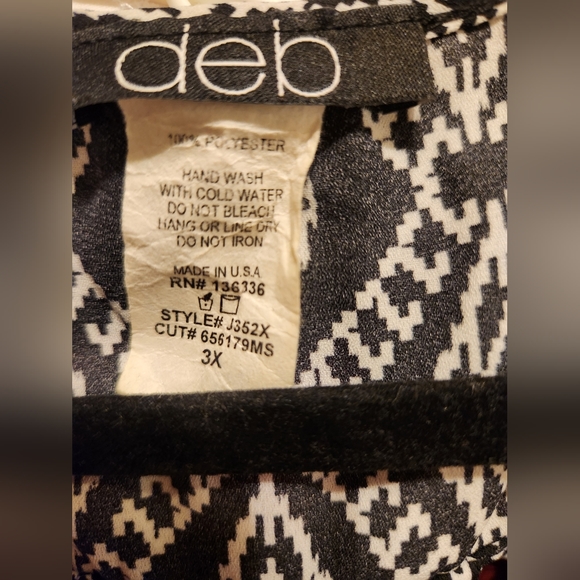 deb
100% POLYESTER
HAND WASH
WITH COLD WATER
DO NOT BLEACH
HANG OR LINE DRY
DO NOT IRON
MADE IN U.S.A
RN# 136336
STYLE# J352X
CUT# 656179MS
3X